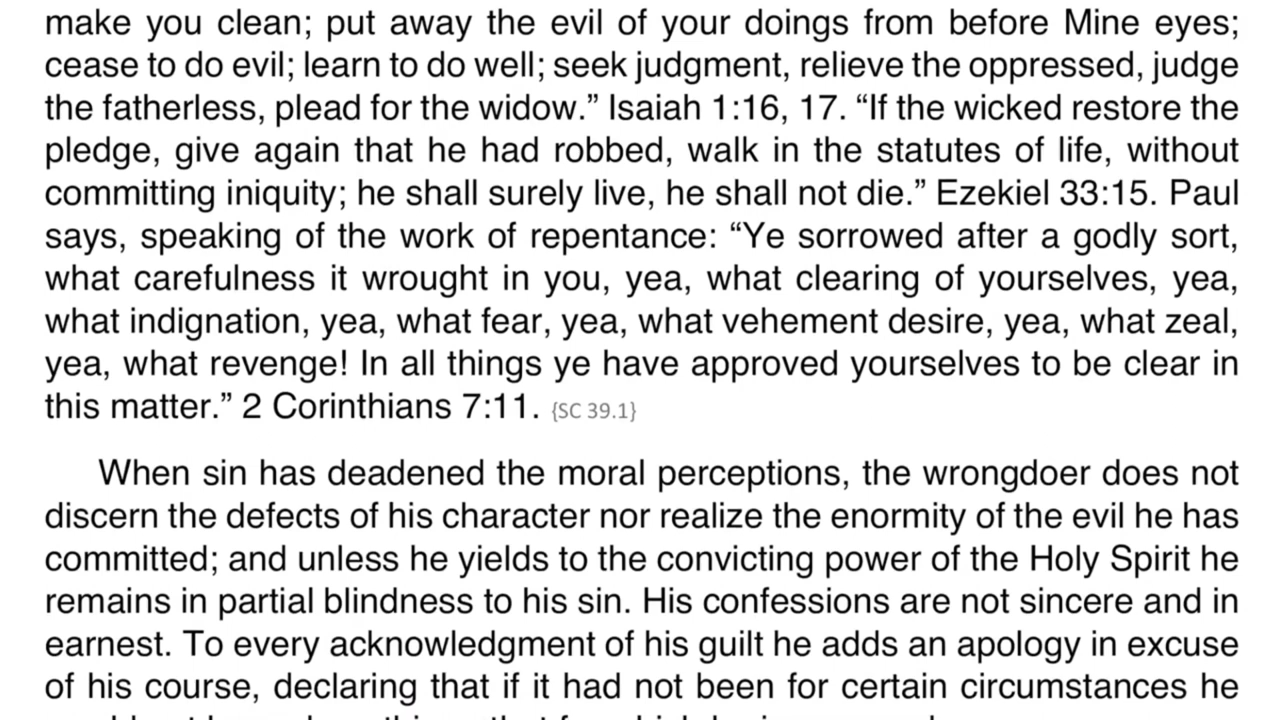 make you clean; put away the evil of your doings from before Mine eyes;
cease to do evil; learn to do well; seek judgment, relieve the oppressed, judge
the fatherless, plead for the widow.” Isaiah 1:16, 17. “If the wicked restore the
pledge, give again that he had robbed, walk in the statutes of life, without
committing iniquity; he shall surely live, he shall not die.” Ezekiel 33:15. Paul
says, speaking of the work of repentance: “Ye sorrowed after a godly sort,
what carefulness it wrought in you, yea, what clearing of yourselves, yea,
what indignation, yea, what fear, yea, what vehement desire, yea, what zeal,
yea, what revenge! In all things ye have approved yourselves to be clear in
this matter.” 2 Corinthians 7:11. {SC 39.1}
When sin has deadened the moral perceptions, the wrongdoer does not
discern the defects of his character nor realize the enormity of the evil he has
committed; and unless he yields to the convicting power of the Holy Spirit he
remains in partial blindness to his sin. His confessions are not sincere and in
earnest. To every acknowledgment of his guilt he adds an apology in excuse
of his course, declaring that if it had not been for certain circumstances he